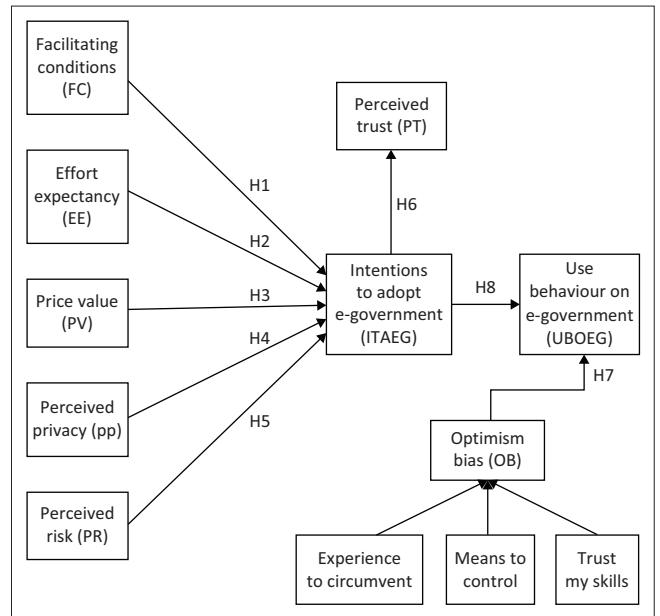 Facilitating
conditions
(FC)
Effort
expectancy
(EE)
Price value
(PV)
Perceived
privacy (pp)
Perceived
risk (PR)
H1
H2
H3
H4
H5
Perceived
trust (PT)
H6
Intentions
to adopt
e-government
(ITAEG)
H8
Use
behaviour on
e-government
(UBOEG)
H7
Optimism
bias (OB)
Experience
to circumvent
Means to
control
Trust
my skills